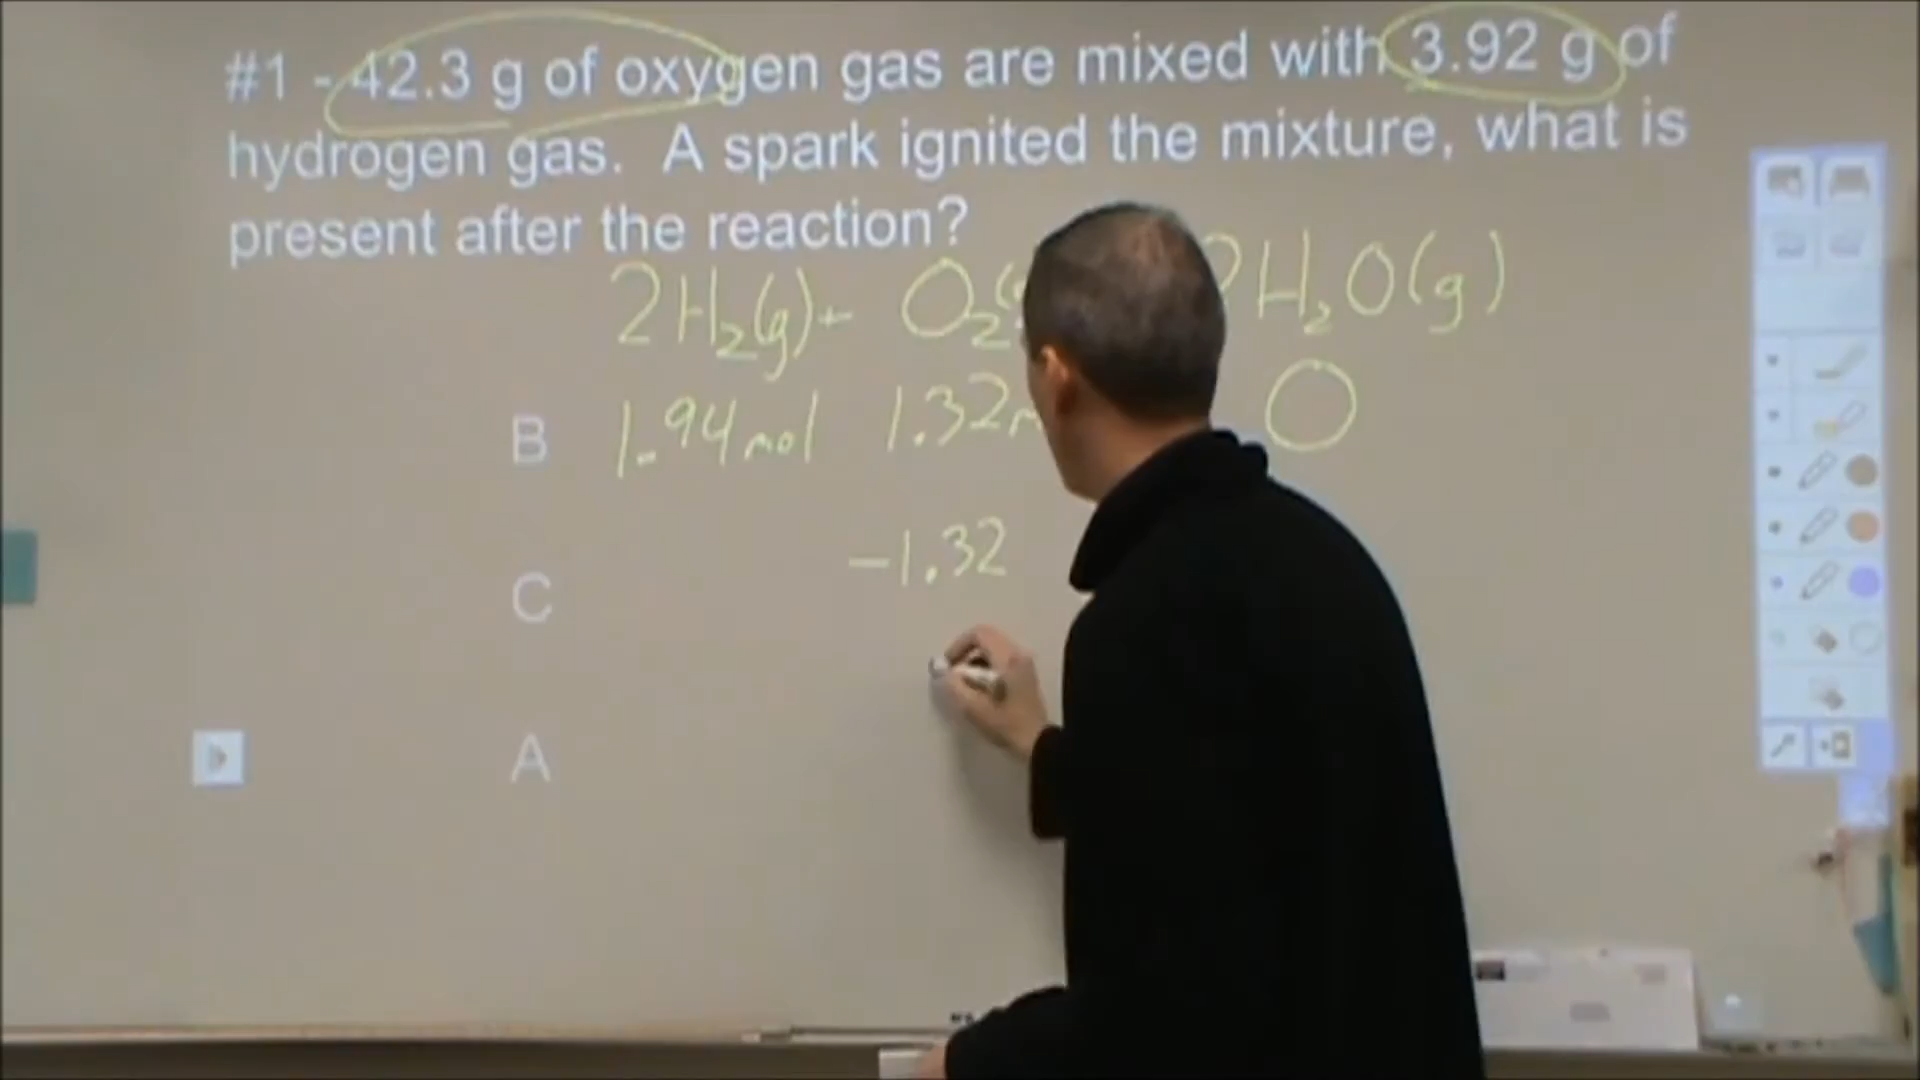 #1 - 42.3 g of oxygen gas are mixed with 3.92 g of
hydrogen gas. A spark ignited the mixture, what is
present after the reaction?
2H₂(g) + O₂(g 2H₂O(g)
B 1.94 mol 1.32 m 0
C -1.32
A